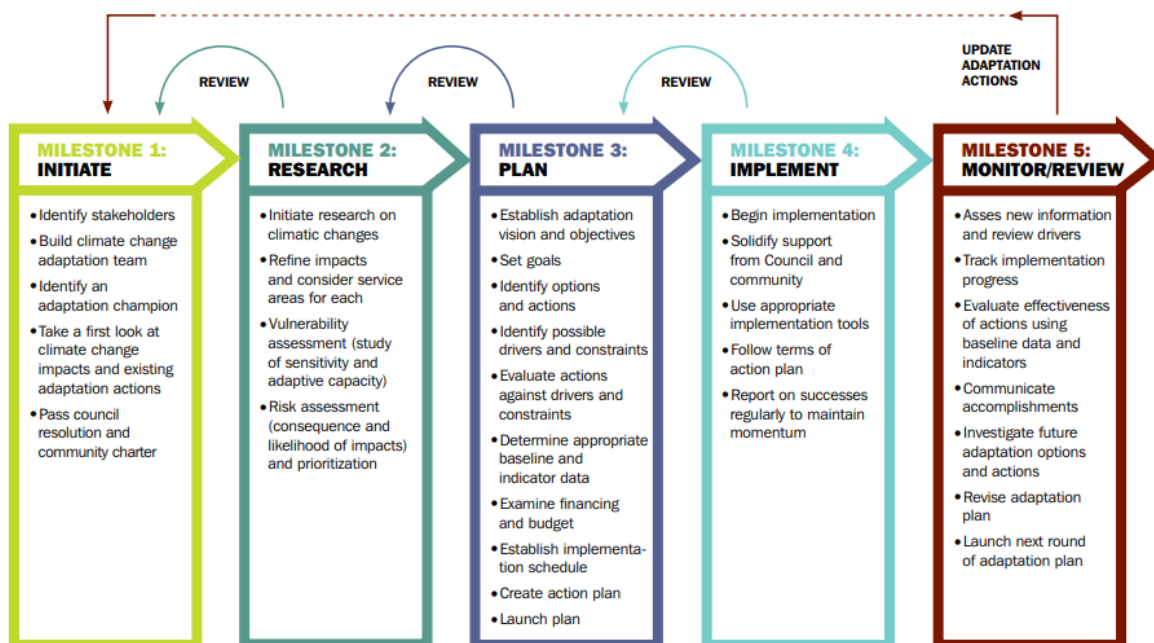 UPDATE
ADAPTATION
ACTIONS
REVIEW
REVIEW
REVIEW
MILESTONE 1:
INITIATE
• Identify stakeholders
• Build climate change
adaptation team
• Identify an
adaptation champion
• Take a first look at
climate change
impacts and existing
adaptation actions
• Pass council
resolution and
community charter
MILESTONE 2:
RESEARCH
• Initiate research on
climatic changes
• Refine impacts
and consider service
areas for each
• Vulnerability
assessment (study
of sensitivity and
adaptive capacity)
• Risk assessment
(consequence and
likelihood of impacts)
and prioritization
MILESTONE 3:
PLAN
• Establish adaptation
vision and objectives
• Set goals
• Identify options
and actions
• Identify possible
drivers and constraints
• Evaluate actions
against drivers and
constraints
• Determine appropriate
baseline and
indicator data
• Examine financing
and budget
• Establish implementa-
tion schedule
• Create action plan
• Launch plan
MILESTONE 4:
IMPLEMENT
• Begin implementation
• Solidify support
from Council and
community
• Use appropriate
implementation tools
• Follow terms of
action plan
• Report on successes
regularly to maintain
momentum
MILESTONE 5:
MONITOR/REVIEW
• Asses new information
and review drivers
• Track implementation
progress
• Evaluate effectiveness
of actions using
baseline data and
indicators
• Communicate
accomplishments
• Investigate future
adaptation options
and actions
• Revise adaptation
plan
• Launch next round
of adaptation plan